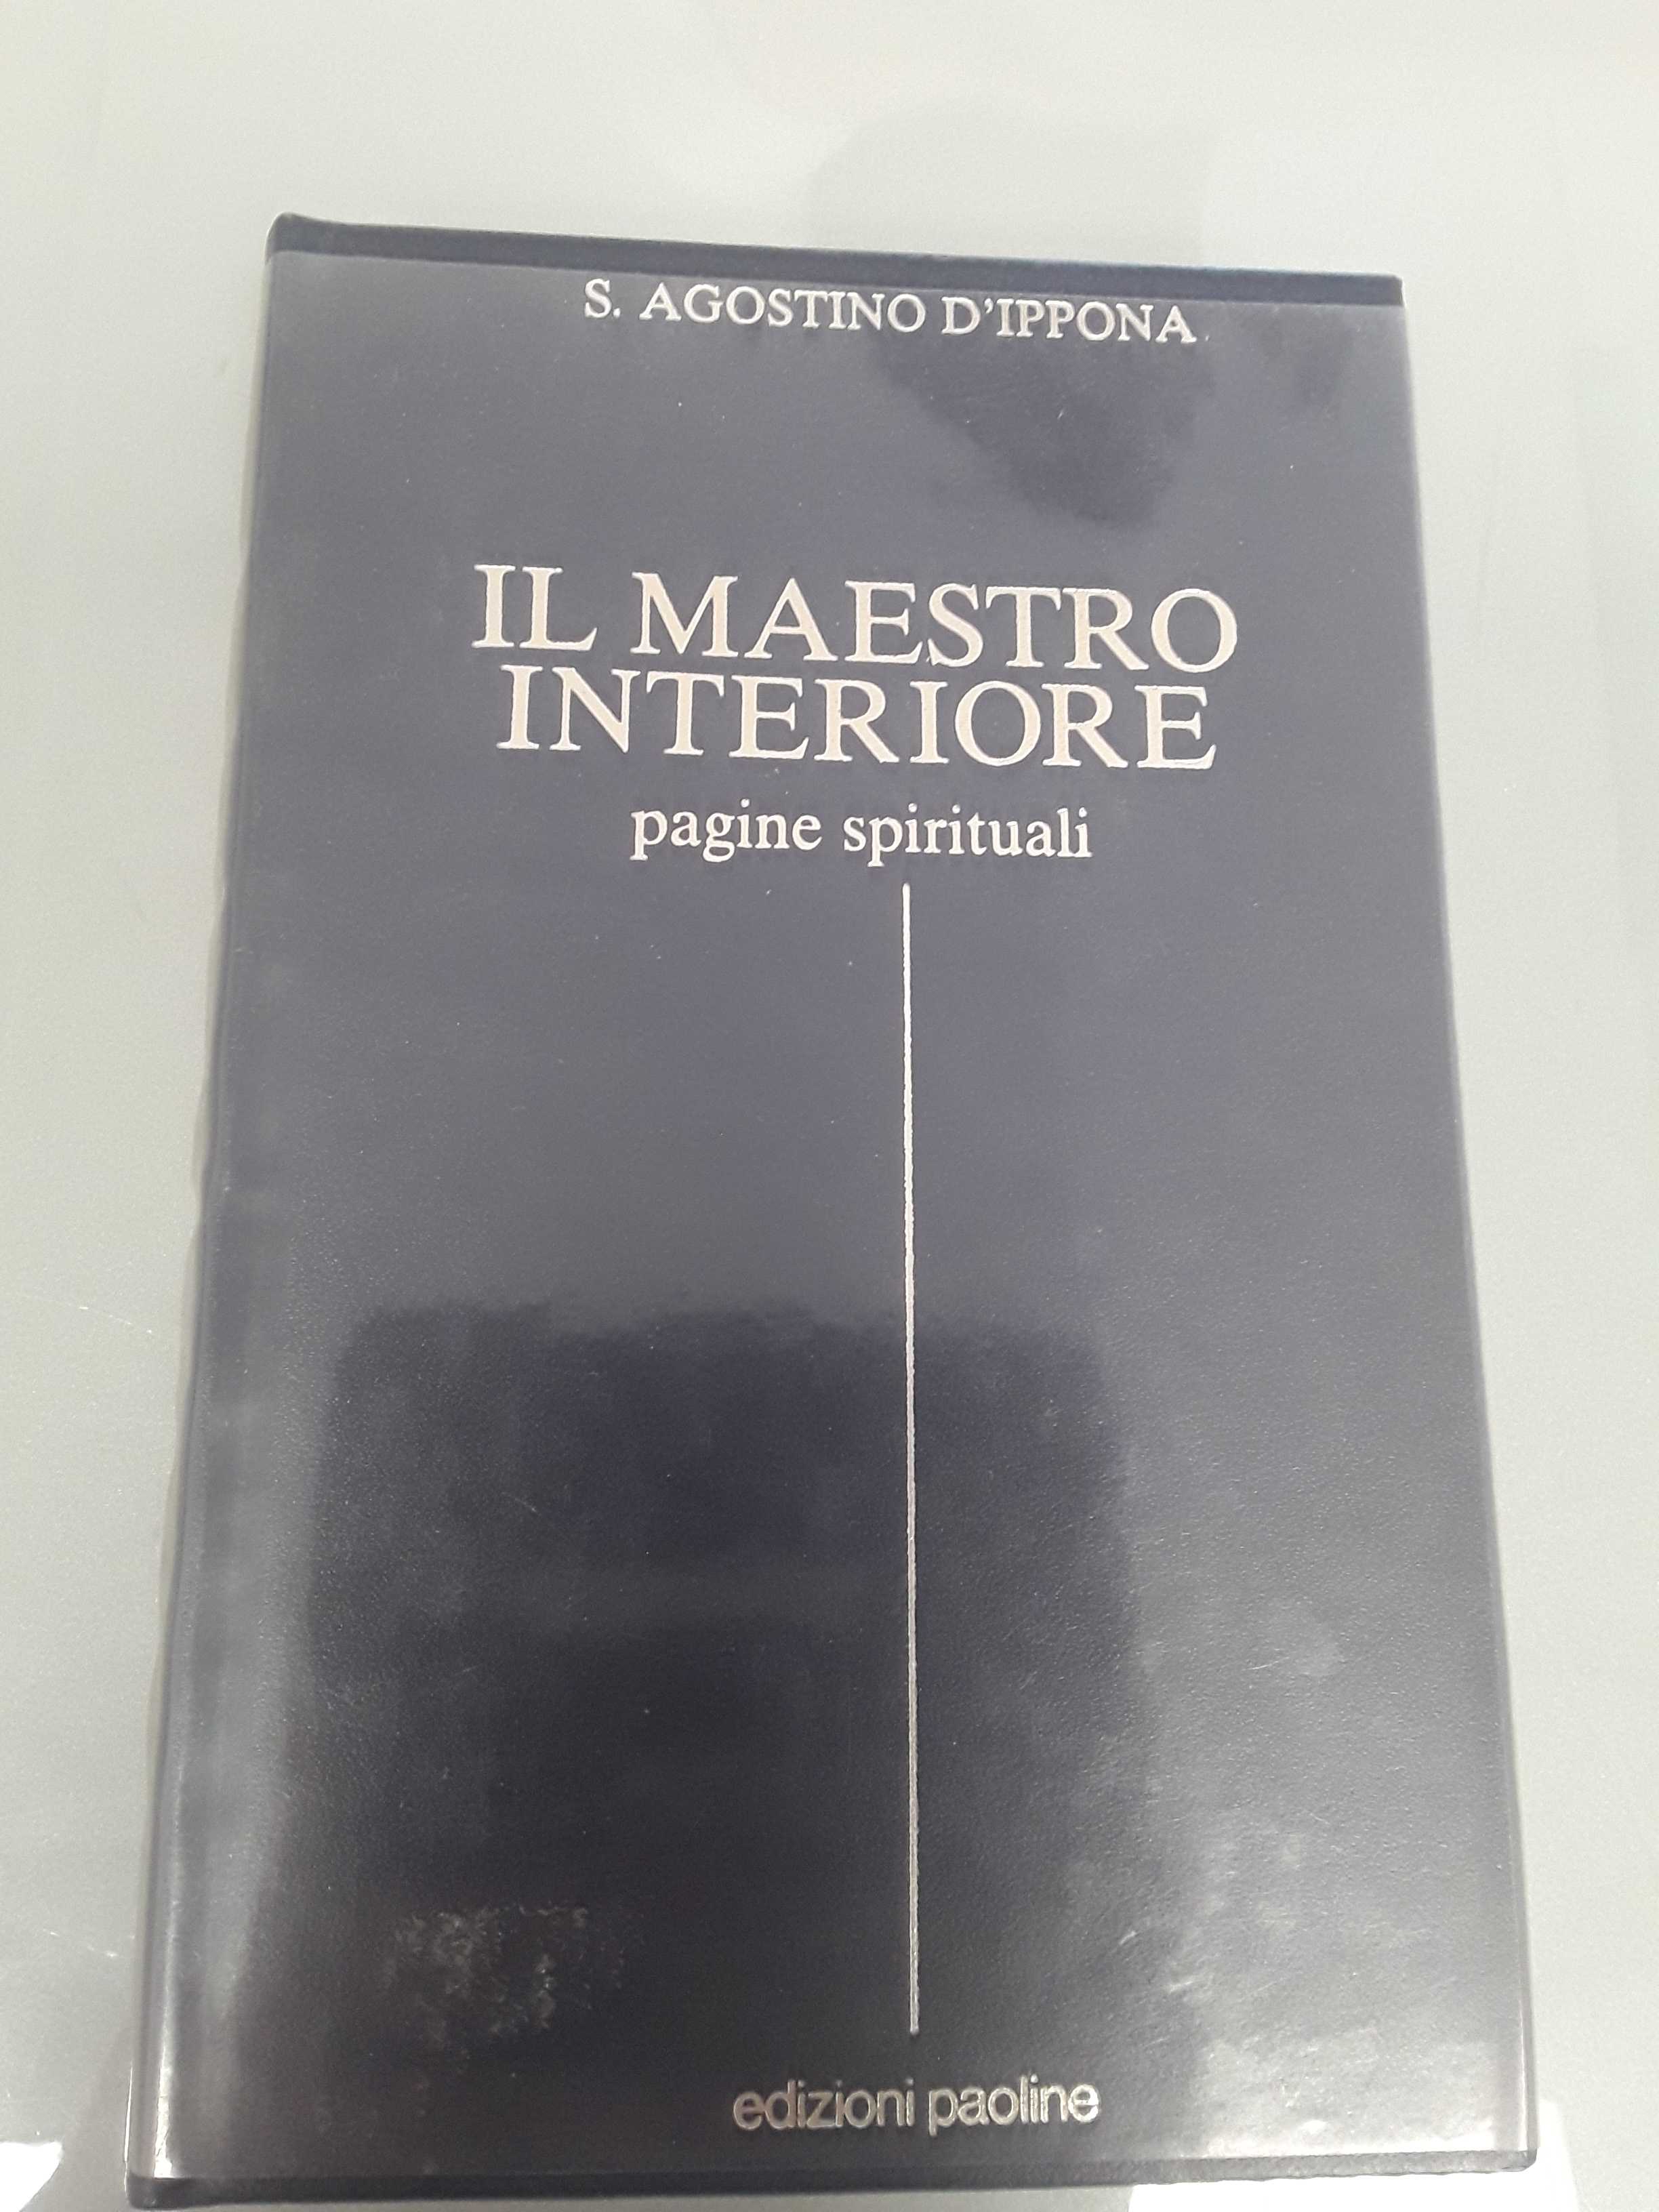 S. AGOSTINO D'IPPONA
IL MAESTRO
INTERIORE
pagine spirituali
edizioni paoline